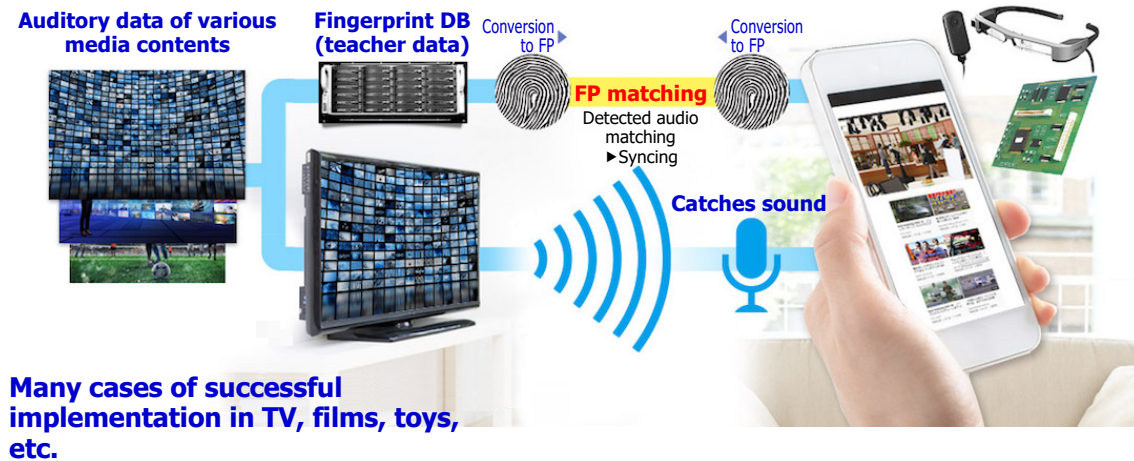 Auditory data of various
media contents
Fingerprint DB
(teacher data)
Conversion
to FP▶
◀Conversion
to FP
FP matching
Detected audio
matching
▶Syncing
Catches sound
Many cases of successful
implementation in TV, films, toys,
etc.